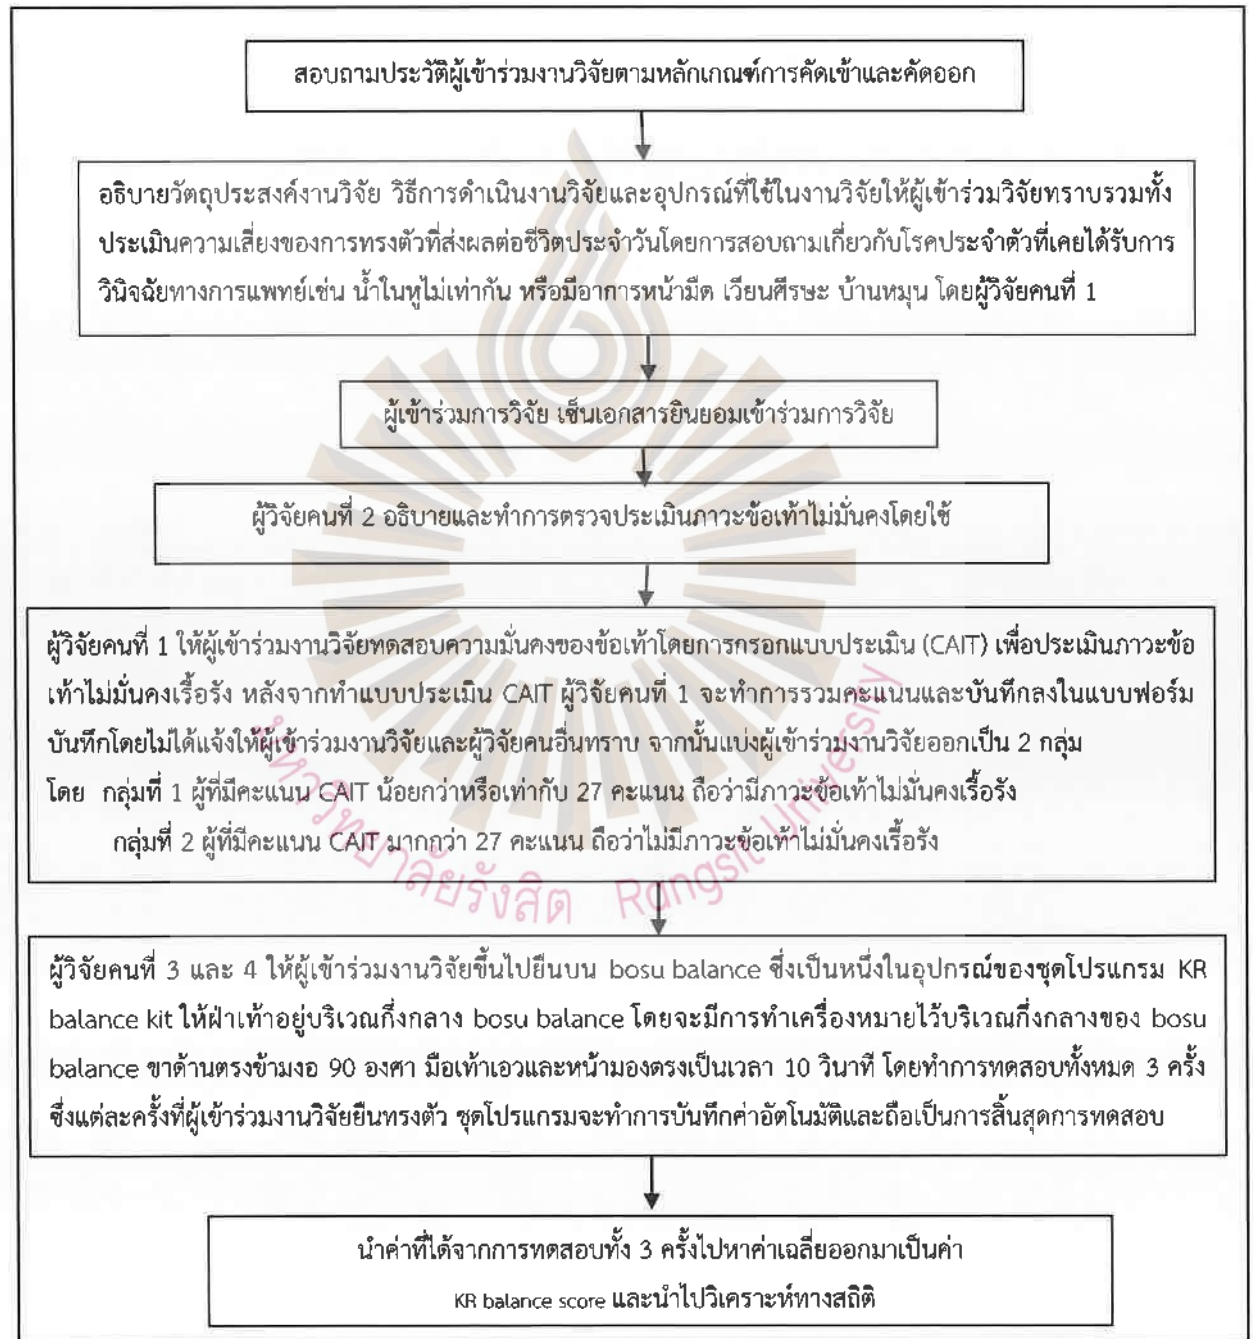 สอบถามประวัติผู้เข้าร่วมงานวิจัยตามหลักเกณฑ์การคัดเข้าและคัดออก
อธิบายวัตถุประสงค์งานวิจัย วิธีการดำเนินงานวิจัยและอุปกรณ์ที่ใช้ในงานวิจัยให้ผู้เข้าร่วมวิจัยทราบรวมทั้ง
ประเมินความเสี่ยงของการทรงตัวที่ส่งผลต่อชีวิตประจำวันโดยการสอบถามเกี่ยวกับโรคประจำตัวที่เคยได้รับการ
วินิจฉัยทางการแพทย์เช่น น้ำในหูไม่เท่ากัน หรือมีอาการหน้ามืด เวียนศีรษะ บ้านหมุน โดยผู้วิจัยคนที่ 1
ผู้เข้าร่วมการวิจัย เซ็นเอกสารยินยอมเข้าร่วมการวิจัย
ผู้วิจัยคนที่ 2 อธิบายและทำการตรวจประเมินภาวะข้อเท้าไม่มั่นคงโดยใช้
ผู้วิจัยคนที่ 1 ให้ผู้เข้าร่วมงานวิจัยทดสอบความมั่นคงของข้อเท้าโดยการกรอกแบบประเมิน (CAIT) เพื่อประเมินภาวะข้อ
เท้าไม่มั่นคงเรื้อรัง หลังจากทำแบบประเมิน CAIT ผู้วิจัยคนที่ 1 จะทำการรวมคะแนนและบันทึกลงในแบบฟอร์ม
บันทึกโดยไม่ได้แจ้งให้ผู้เข้าร่วมงานวิจัยและผู้วิจัยคนอื่นทราบ จากนั้นแบ่งผู้เข้าร่วมงานวิจัยออกเป็น 2 กลุ่ม
โดย กลุ่มที่ 1 ผู้ที่มีคะแนน CAIT น้อยกว่าหรือเท่ากับ 27 คะแนน ถือว่ามีภาวะข้อเท้าไม่มั่นคงเรื้อรัง
กลุ่มที่ 2 ผู้ที่มีคะแนน CAIT มากกว่า 27 คะแนน ถือว่าไม่มีภาวะข้อเท้าไม่มั่นคงเรื้อรัง
มหาวิทยาลัยรังสิต Rangsit University
ผู้วิจัยคนที่ 3 และ 4 ให้ผู้เข้าร่วมงานวิจัยขึ้นไปยืนบน bosu balance ซึ่งเป็นหนึ่งในอุปกรณ์ของชุดโปรแกรม KR
balance kit ให้ฝ่าเท้าอยู่บริเวณกึ่งกลาง bosu balance โดยจะมีการทำเครื่องหมายไว้บริเวณกึ่งกลางของ bosu
balance ขาด้านตรงข้ามงอ 90 องศา มือเท้าเอวและหน้ามองตรงเป็นเวลา 10 วินาที โดยทำการทดสอบทั้งหมด 3 ครั้ง
ซึ่งแต่ละครั้งที่ผู้เข้าร่วมงานวิจัยยืนทรงตัว ชุดโปรแกรมจะทำการบันทึกค่าอัตโนมัติและถือเป็นการสิ้นสุดการทดสอบ
นำค่าที่ได้จากการทดสอบทั้ง 3 ครั้งไปหาค่าเฉลี่ยออกมาเป็นค่า
KR balance score และนำไปวิเคราะห์ทางสถิติ